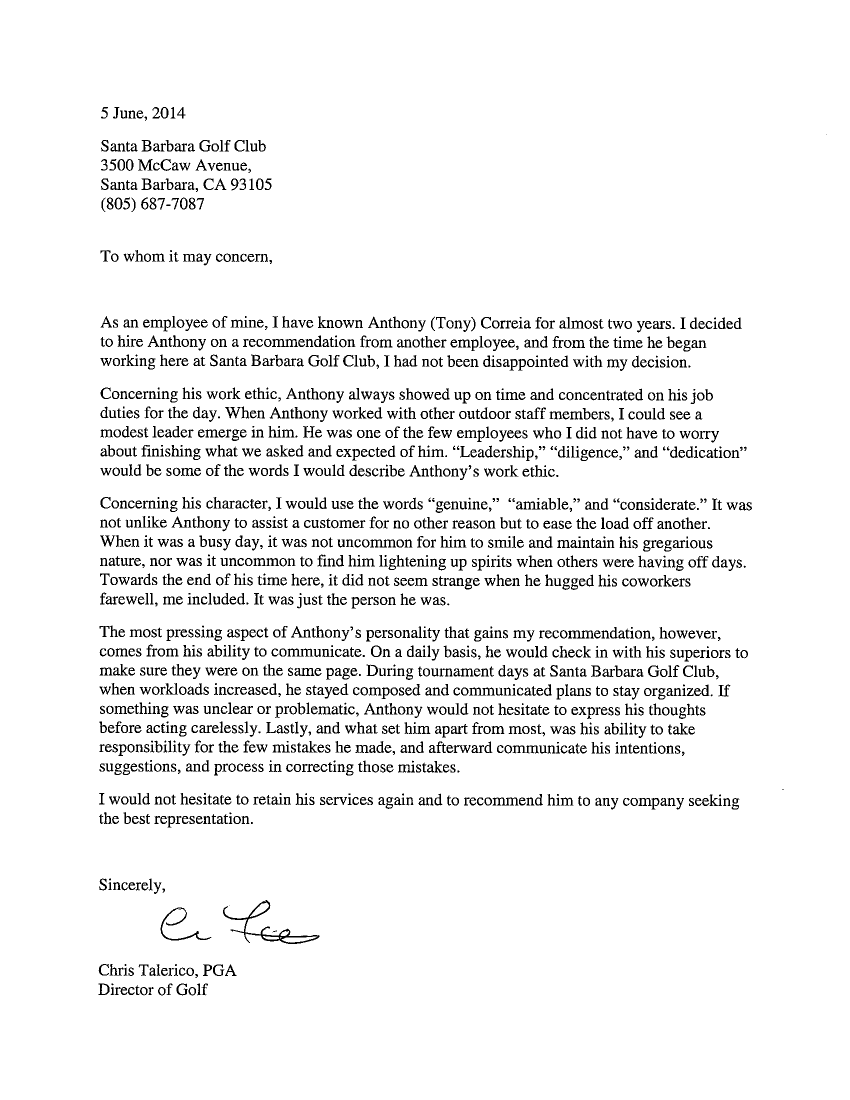 5 June, 2014
Santa Barbara Golf Club
3500 McCaw Avenue,
Santa Barbara, CA 93105
(805) 687-7087
To whom it may concern,
As an employee of mine, I have known Anthony (Tony) Correia for almost two years. I decided
to hire Anthony on a recommendation from another employee, and from the time he began
working here at Santa Barbara Golf Club, I had not been disappointed with my decision.
Concerning his work ethic, Anthony always showed up on time and concentrated on his job
duties for the day. When Anthony worked with other outdoor staff members, I could see a
modest leader emerge in him. He was one of the few employees who I did not have to worry
about finishing what we asked and expected of him. “Leadership,” “diligence,” and “dedication”
would be some of the words I would describe Anthony’s work ethic.
Concerning his character, I would use the words “genuine,” “amiable,” and “considerate.” It was
not unlike Anthony to assist a customer for no other reason but to ease the load off another.
When it was a busy day, it was not uncommon for him to smile and maintain his gregarious
nature, nor was it uncommon to find him lightening up spirits when others were having off days.
Towards the end of his time here, it did not seem strange when he hugged his coworkers
farewell, me included. It was just the person he was.
The most pressing aspect of Anthony’s personality that gains my recommendation, however,
comes from his ability to communicate. On a daily basis, he would check in with his superiors to
make sure they were on the same page. During tournament days at Santa Barbara Golf Club,
when workloads increased, he stayed composed and communicated plans to stay organized. If
something was unclear or problematic, Anthony would not hesitate to express his thoughts
before acting carelessly. Lastly, and what set him apart from most, was his ability to take
responsibility for the few mistakes he made, and afterward communicate his intentions,
suggestions, and process in correcting those mistakes.
I would not hesitate to retain his services again and to recommend him to any company seeking
the best representation.
Sincerely,
Chris Talerico, PGA
Director of Golf